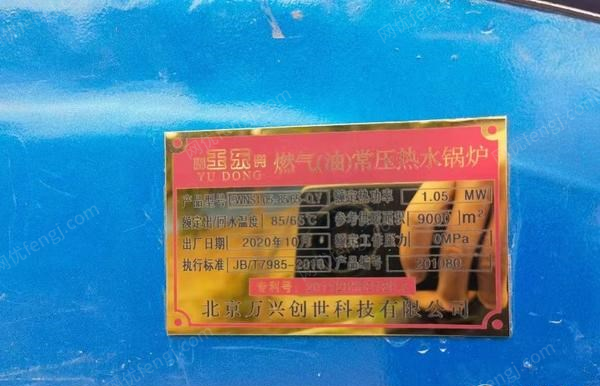 玉东 燃气(油)常压热水锅炉
YU DONG
产品型号 额定热功率 1.05 MW
额定出/回水温度 85/65℃ 参考供暖面积 9000 m²
出厂日期 2020年10月 额定工作压力 0MPa
执行标准 JB/T7985- 产品编号 201080
专利号:
北京万兴创世科技有限公司